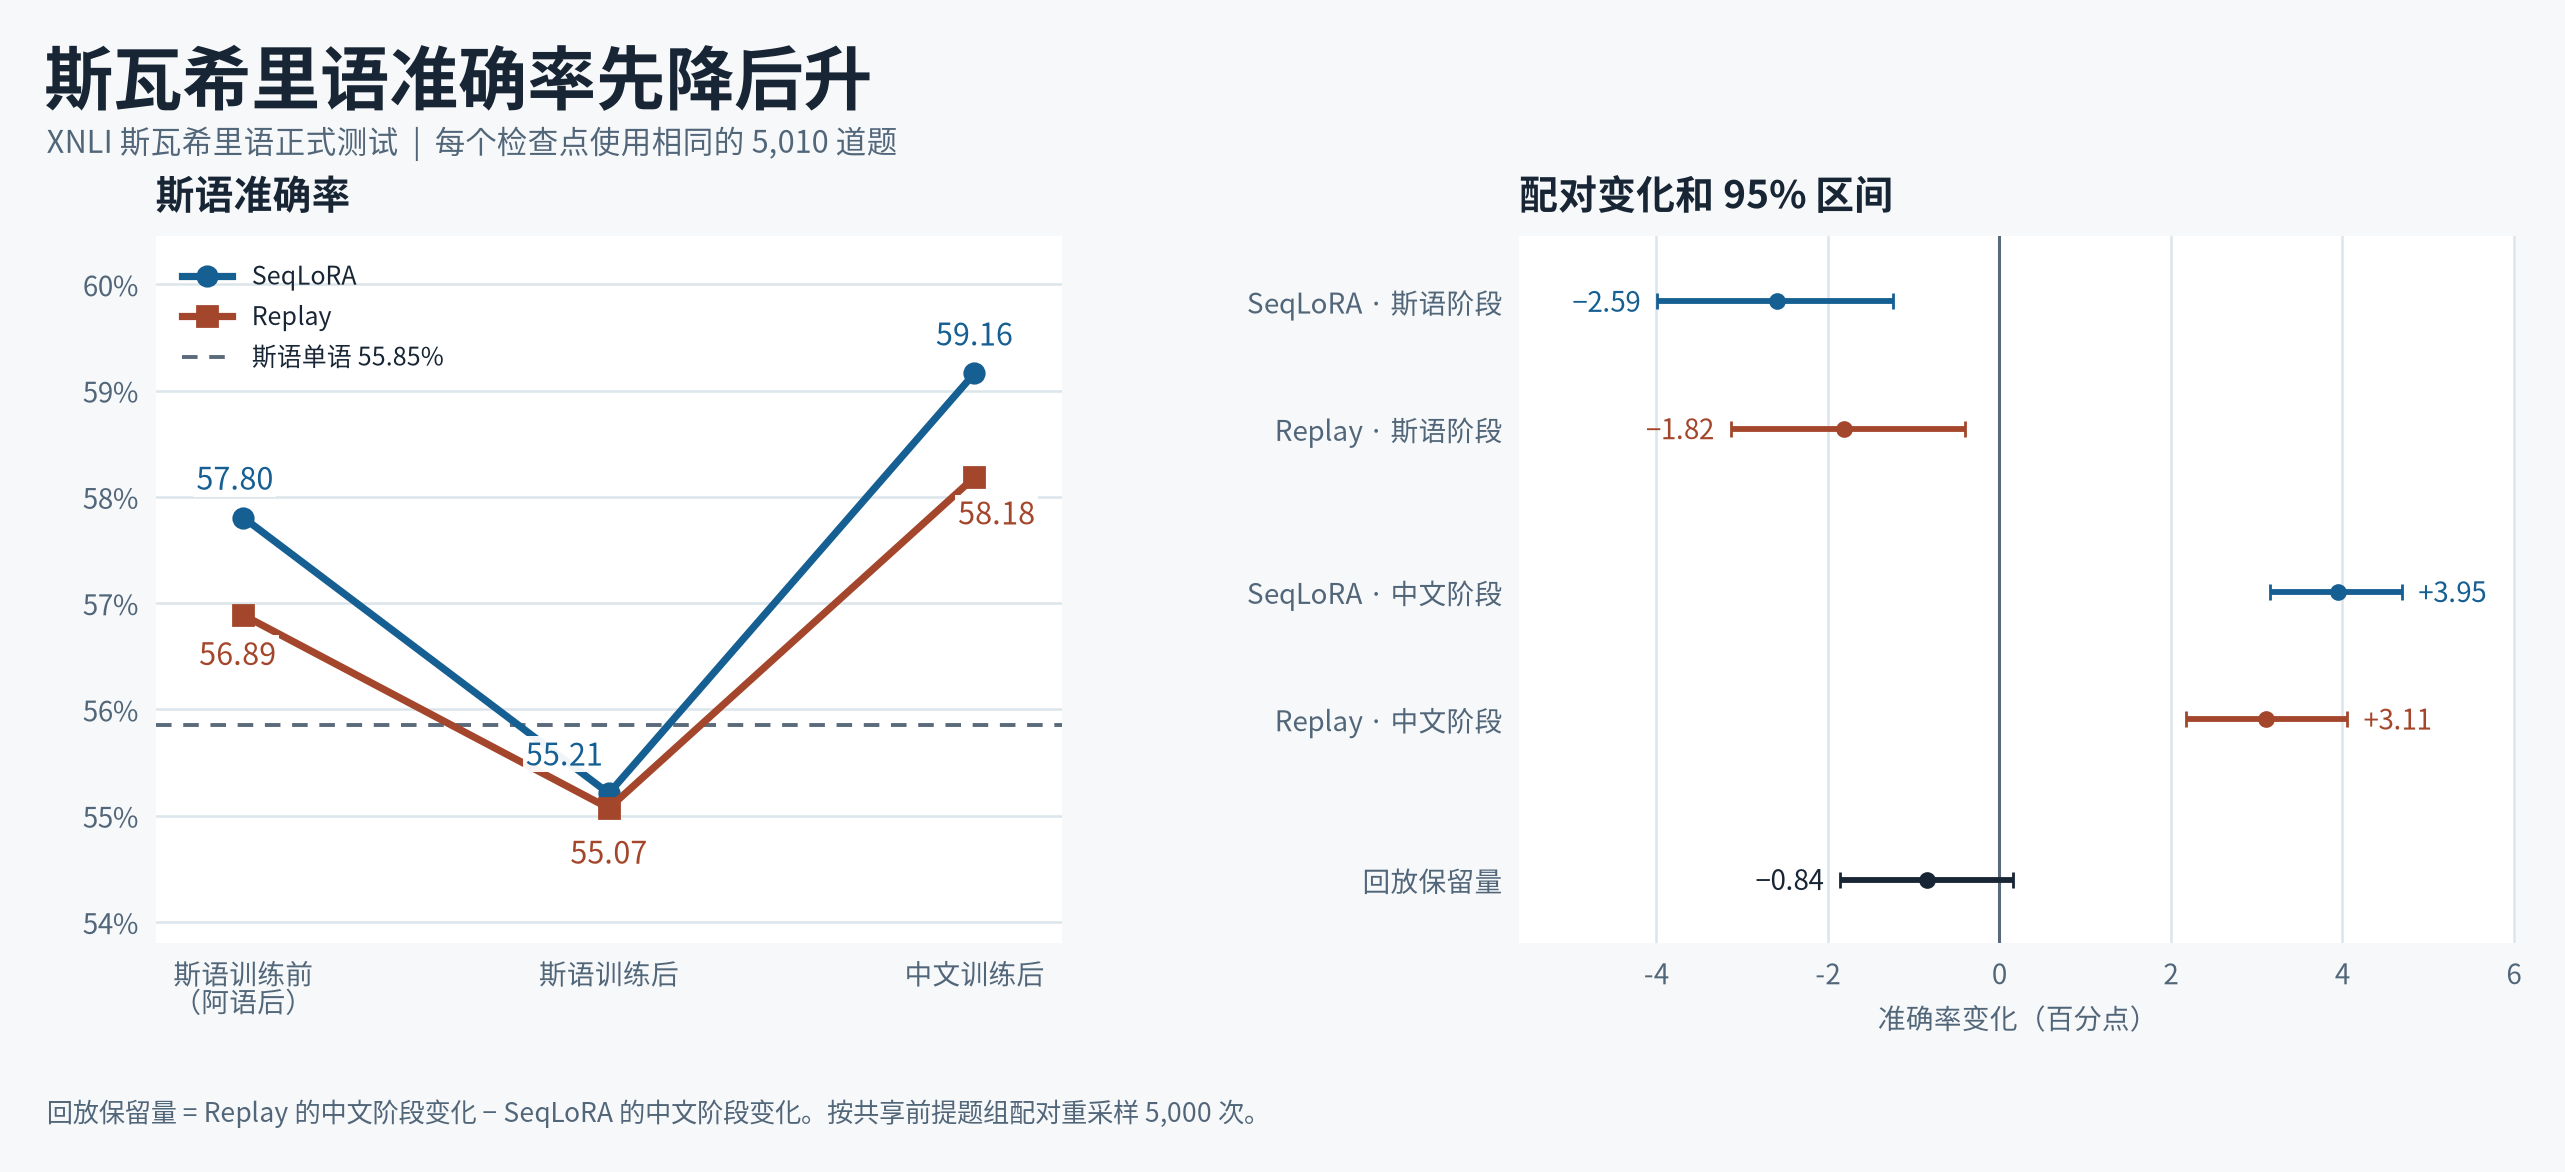 斯瓦希里语准确率先降后升
XNLI 斯瓦希里语正式测试 | 每个检查点使用相同的 5,010 道题
斯语准确率
SeqLoRA
Replay
斯语单语 55.85%
60%
59%
58%
57%
56%
55%
54%
57.80
56.89
55.21
55.07
59.16
58.18
斯语训练前
（阿语后）
斯语训练后
中文训练后
配对变化和 95% 区间
SeqLoRA · 斯语阶段
−2.59
Replay · 斯语阶段
−1.82
SeqLoRA · 中文阶段
+3.95
Replay · 中文阶段
+3.11
回放保留量
−0.84
-4
-2
0
2
4
6
准确率变化（百分点）
回放保留量 = Replay 的中文阶段变化 − SeqLoRA 的中文阶段变化。按共享前提题组配对重采样 5,000 次。